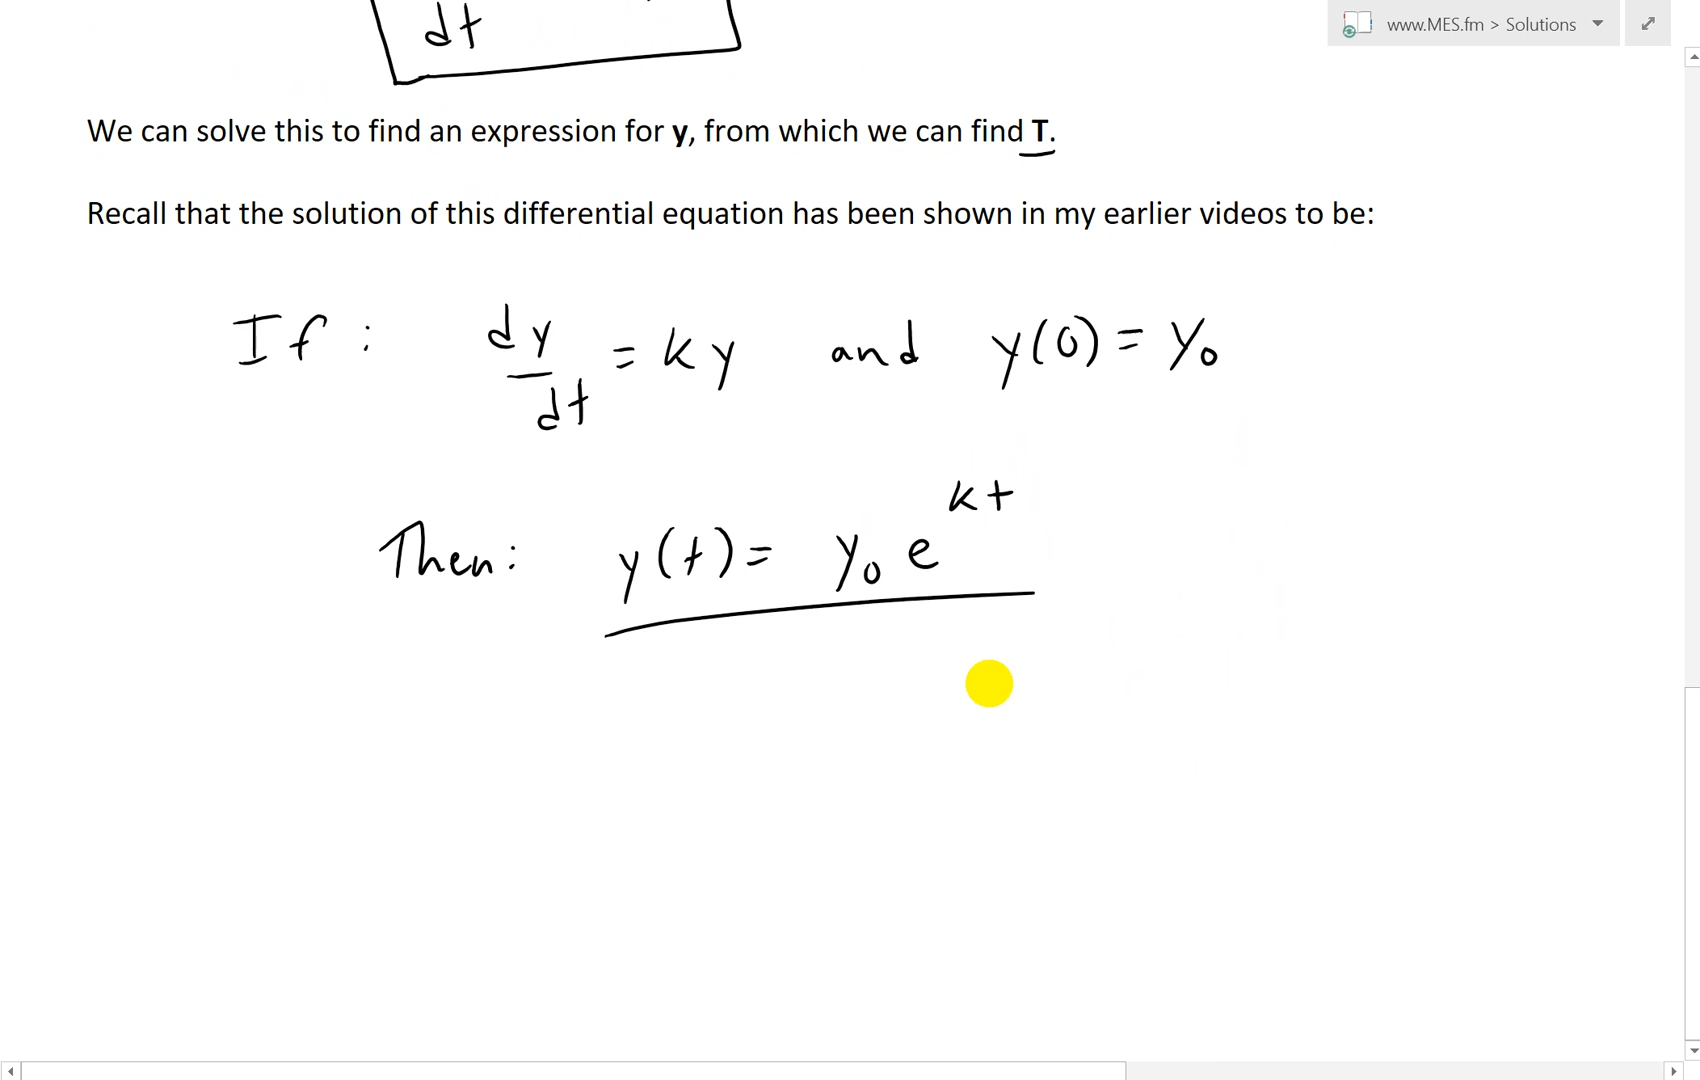 www.MES.fm > Solutions
dt
We can solve this to find an expression for y, from which we can find T.
Recall that the solution of this differential equation has been shown in my earlier videos to be:
If: dy/dt = ky and y(0) = y₀
Then: y(t) = y₀ e^kt